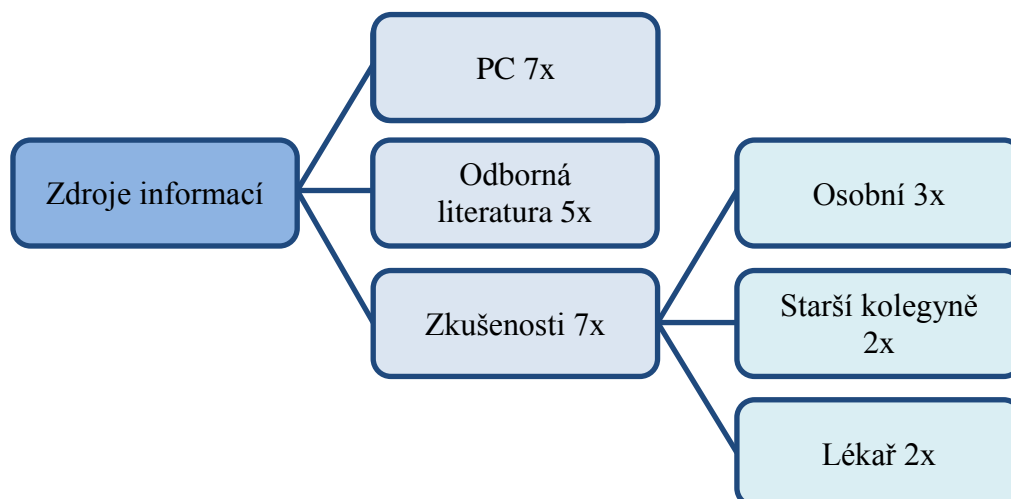 Zdroje informací
PC 7x
Odborná
literatura 5x
Zkušenosti 7x
Osobní 3x
Starší kolegyně
2x
Lékař 2x